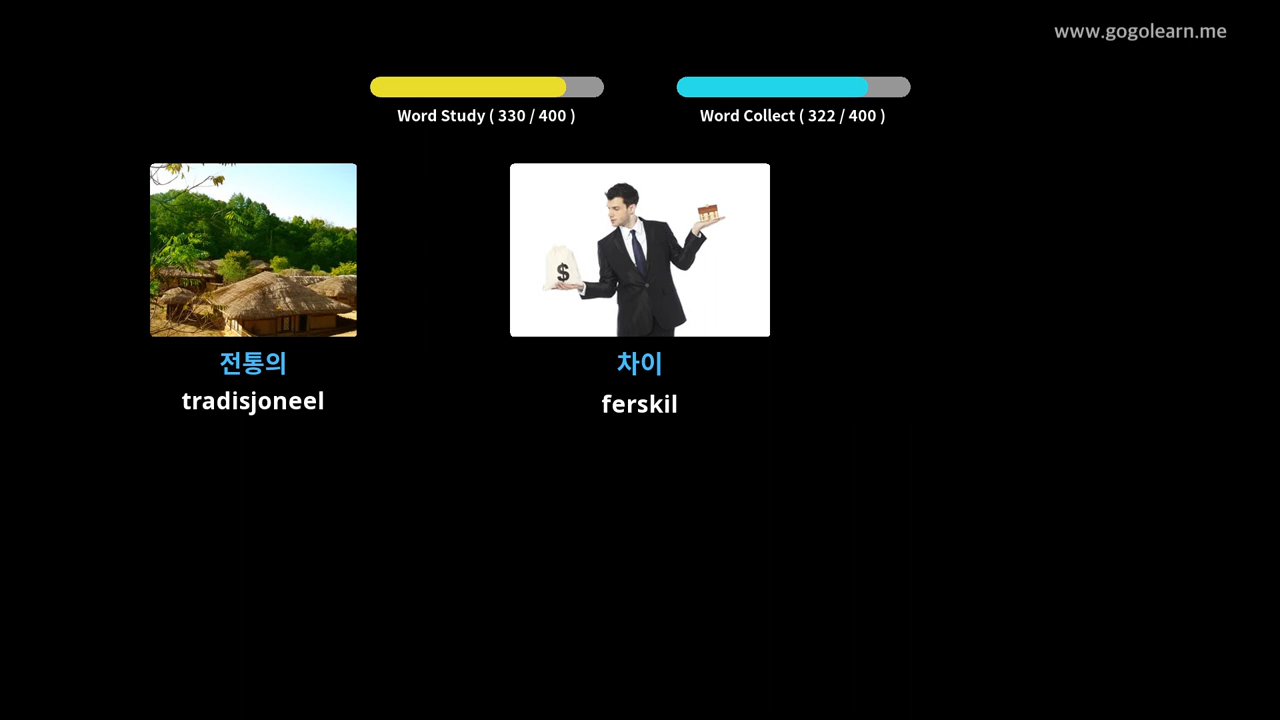 www.gogolearn.me
Word Study ( 330 / 400 )
Word Collect ( 322 / 400 )
$
전통의
tradisjoneel
차이
ferskil